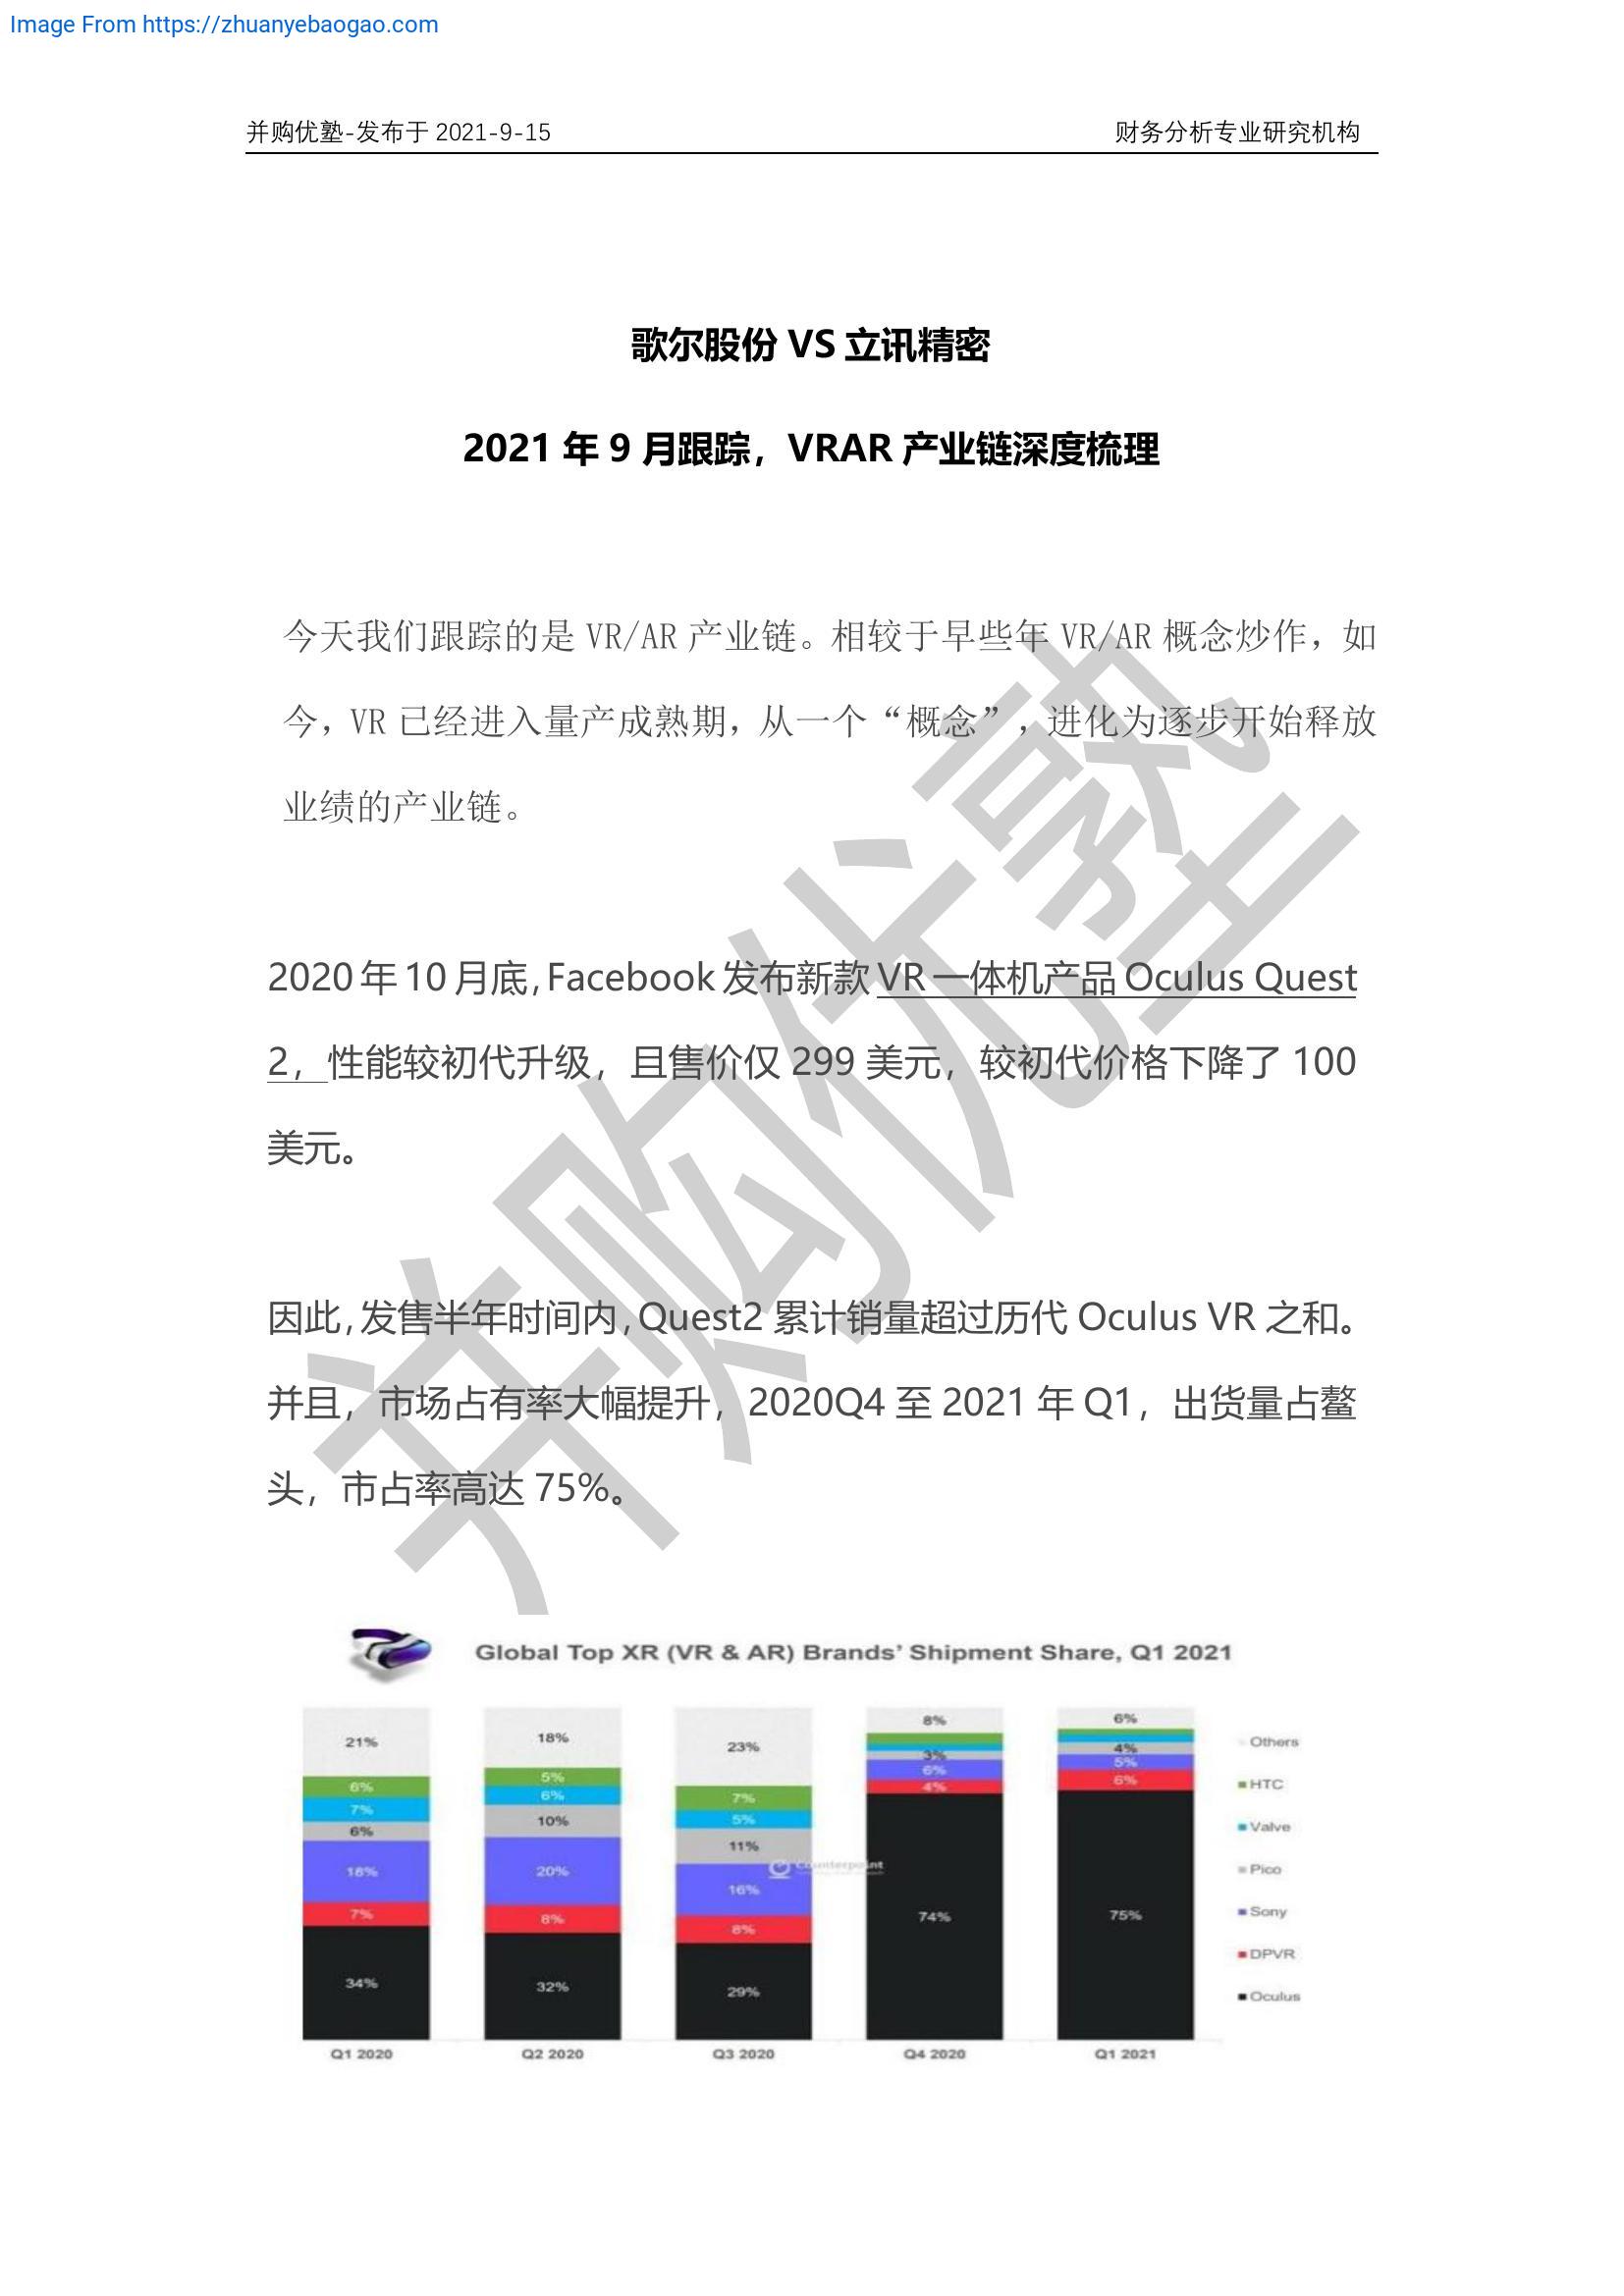 Image From https://zhuanyebaogao.com
并购优塾-发布于 2021-9-15 财务分析专业研究机构
歌尔股份 VS 立讯精密
2021 年 9 月跟踪，VRAR 产业链深度梳理
今天我们跟踪的是 VR/AR 产业链。相较于早些年 VR/AR 概念炒作，如
今，VR 已经进入量产成熟期，从一个“概念”，进化为逐步开始释放
业绩的产业链。
2020 年 10 月底，Facebook 发布新款 VR 一体机产品 Oculus Quest
2，性能较初代升级，且售价仅 299 美元，较初代价格下降了 100
美元。
因此，发售半年时间内，Quest2 累计销量超过历代 Oculus VR 之和。
并且，市场占有率大幅提升，2020Q4 至 2021 年 Q1，出货量占鳌
头，市占率高达 75%。
并购优塾
Global Top XR (VR & AR) Brands’ Shipment Share, Q1 2021
21% 18% 23% 8% 6%
6% 5% 7%
7% 6% 5%
6% 10% 11% 3% 4%
18% 20% 16% 6% 5%
7% 8% 8% 4% 6%
34% 32% 29% 74% 75%
Counterpoint
Others
HTC
Valve
Pico
Sony
DPVR
Oculus
Q1 2020 Q2 2020 Q3 2020 Q4 2020 Q1 2021